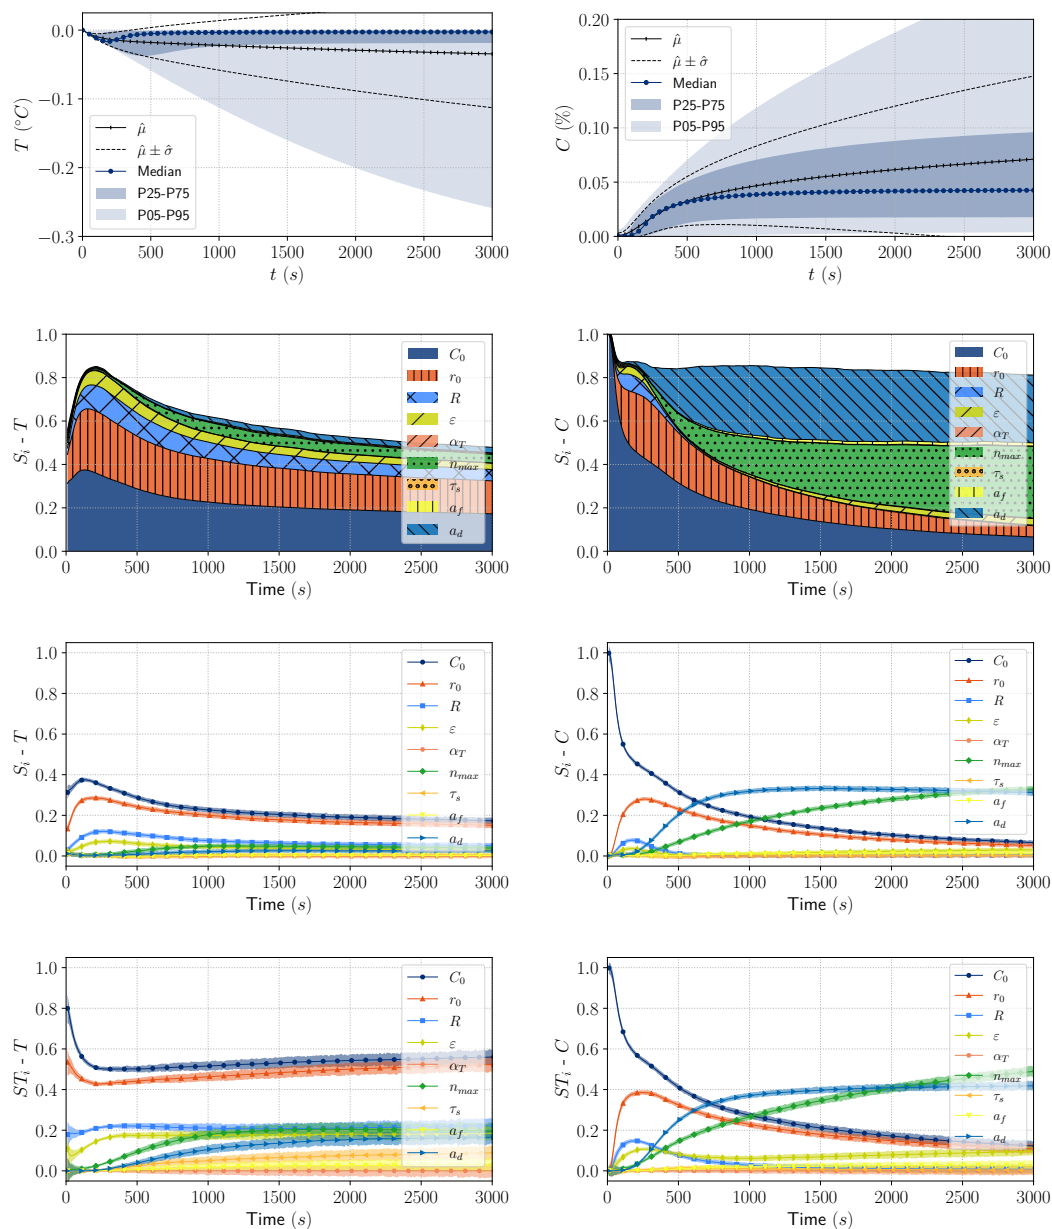 0.0
−0.1
−0.2
−0.3
T (°C)
μ̂
μ̂ ± σ̂
Median
P25-P75
P05-P95
0 500 1000 1500 2000 2500 3000
t (s)
0.20
0.15
0.10
0.05
0.00
C (%)
μ̂
μ̂ ± σ̂
Median
P25-P75
P05-P95
0 500 1000 1500 2000 2500 3000
t (s)
1.0
0.8
0.6
0.4
0.2
0.0
S_i - T
C_0
r_0
R
ε
α_T
n_max
τ_s
a_f
a_d
0 500 1000 1500 2000 2500 3000
Time (s)
1.0
0.8
0.6
0.4
0.2
0.0
S_i - C
C_0
r_0
R
ε
α_T
n_max
τ_s
a_f
a_d
0 500 1000 1500 2000 2500 3000
Time (s)
1.0
0.8
0.6
0.4
0.2
0.0
S_i - T
C_0
r_0
R
ε
α_T
n_max
τ_s
a_f
a_d
0 500 1000 1500 2000 2500 3000
Time (s)
1.0
0.8
0.6
0.4
0.2
0.0
S_i - C
C_0
r_0
R
ε
α_T
n_max
τ_s
a_f
a_d
0 500 1000 1500 2000 2500 3000
Time (s)
1.0
0.8
0.6
0.4
0.2
0.0
ST_i - T
C_0
r_0
R
ε
α_T
n_max
τ_s
a_f
a_d
0 500 1000 1500 2000 2500 3000
Time (s)
1.0
0.8
0.6
0.4
0.2
0.0
ST_i - C
C_0
r_0
R
ε
α_T
n_max
τ_s
a_f
a_d
0 500 1000 1500 2000 2500 3000
Time (s)